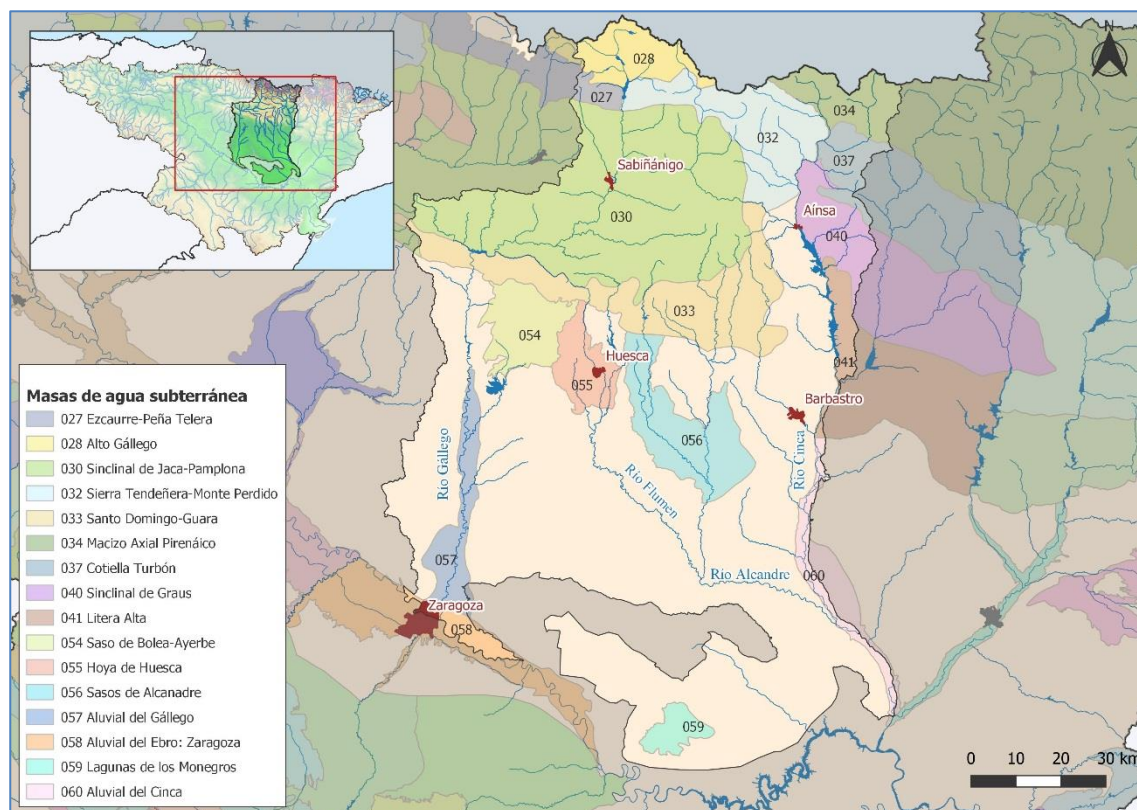 N
028
027
034
032
037
Sabiñánigo
030
Aínsa
040
033
054
Huesca
055
041
Barbastro
056
Río Gállego
Río Flumen
Río Cinca
057
Río Alcandre
060
Zaragoza
058
059
Masas de agua subterránea
027 Ezcaurre-Peña Telera
028 Alto Gállego
030 Sinclinal de Jaca-Pamplona
032 Sierra Tendeñera-Monte Perdido
033 Santo Domingo-Guara
034 Macizo Axial Pirenáico
037 Cotiella Turbón
040 Sinclinal de Graus
041 Litera Alta
054 Saso de Bolea-Ayerbe
055 Hoya de Huesca
056 Sasos de Alcanadre
057 Aluvial del Gállego
058 Aluvial del Ebro: Zaragoza
059 Lagunas de los Monegros
060 Aluvial del Cinca
0 10 20 30 km